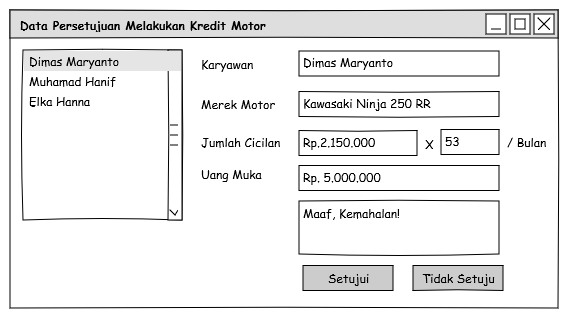 Data Persetujuan Melakukan Kredit Motor
Dimas Maryanto
Muhamad Hanif
Elka Hanna
Karyawan
Dimas Maryanto
Merek Motor
Kawasaki Ninja 250 RR
Jumlah Cicilan
Rp.2.150.000
X
53
/ Bulan
Uang Muka
Rp. 5.000.000
Maaf, Kemahalan!
Setujui
Tidak Setuju